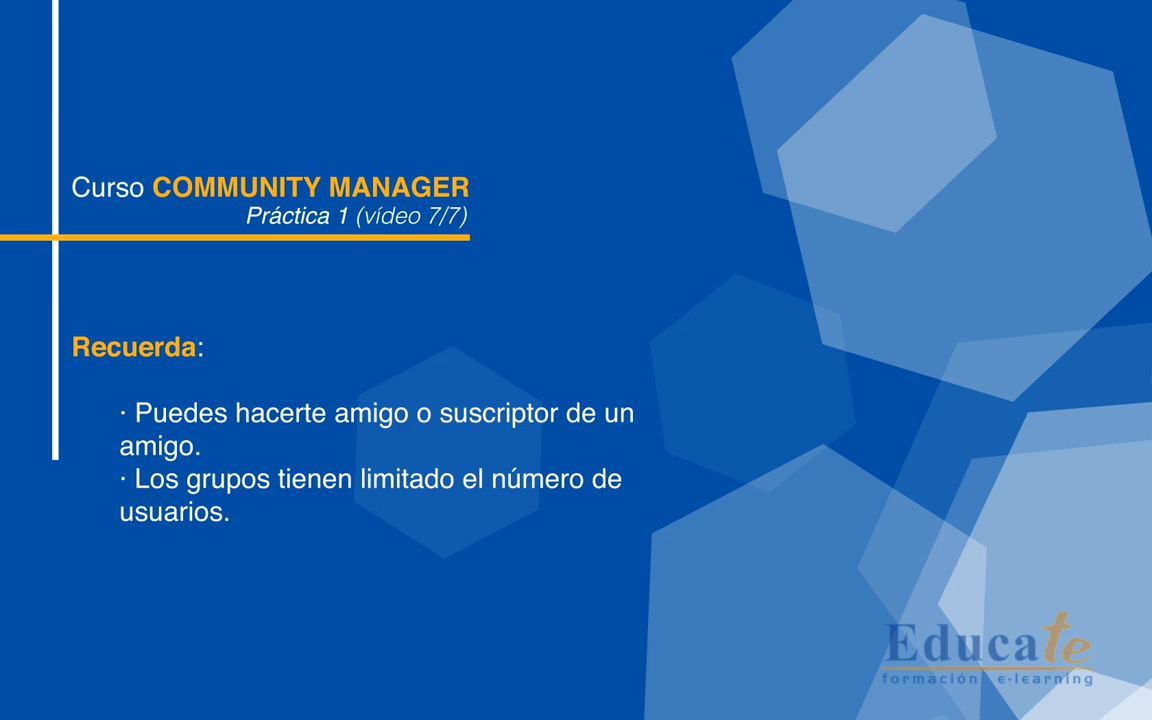 Curso COMMUNITY MANAGER
Práctica 1 (vídeo 7/7)
Recuerda:
· Puedes hacerte amigo o suscriptor de un
amigo.
· Los grupos tienen limitado el número de
usuarios.
Educate
formación e-learning